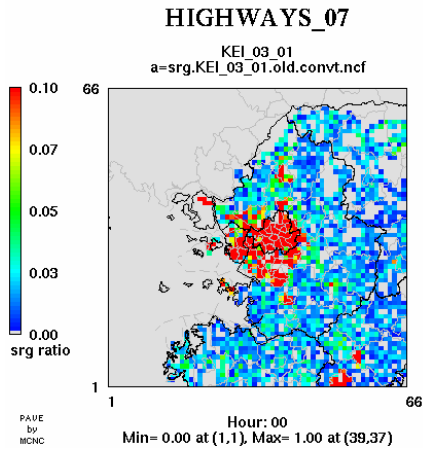 HIGHWAYS_07
KEI_03_01
a=srg.KEI_03_01.old.convt.ncf
0.10
0.07
0.05
0.03
0.00
srg ratio
66
1
1
66
PAVE
by
MCNC
Hour: 00
Min= 0.00 at (1,1), Max= 1.00 at (39,37)